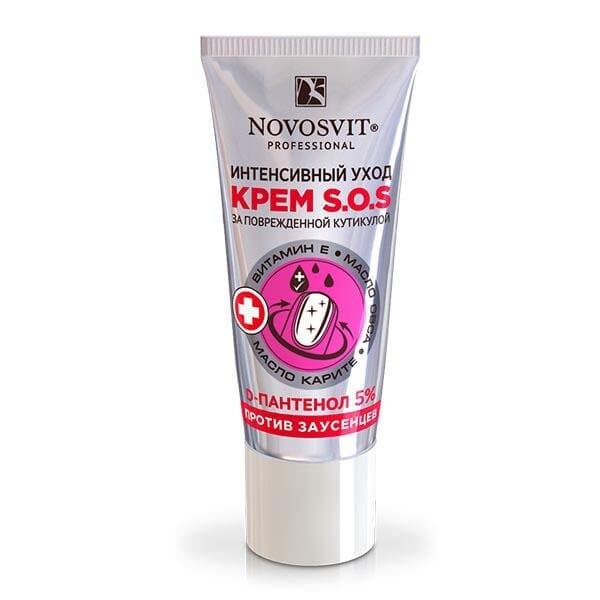 NOVOSVIT®
PROFESSIONAL
ИНТЕНСИВНЫЙ УХОД
КРЕМ S.O.S
ЗА ПОВРЕЖДЕННОЙ КУТИКУЛОЙ
ВИТАМИН Е • МАСЛО ОВСА • МАСЛО КАРИТЕ
D-ПАНТЕНОЛ 5%
ПРОТИВ ЗАУСЕНЦЕВ